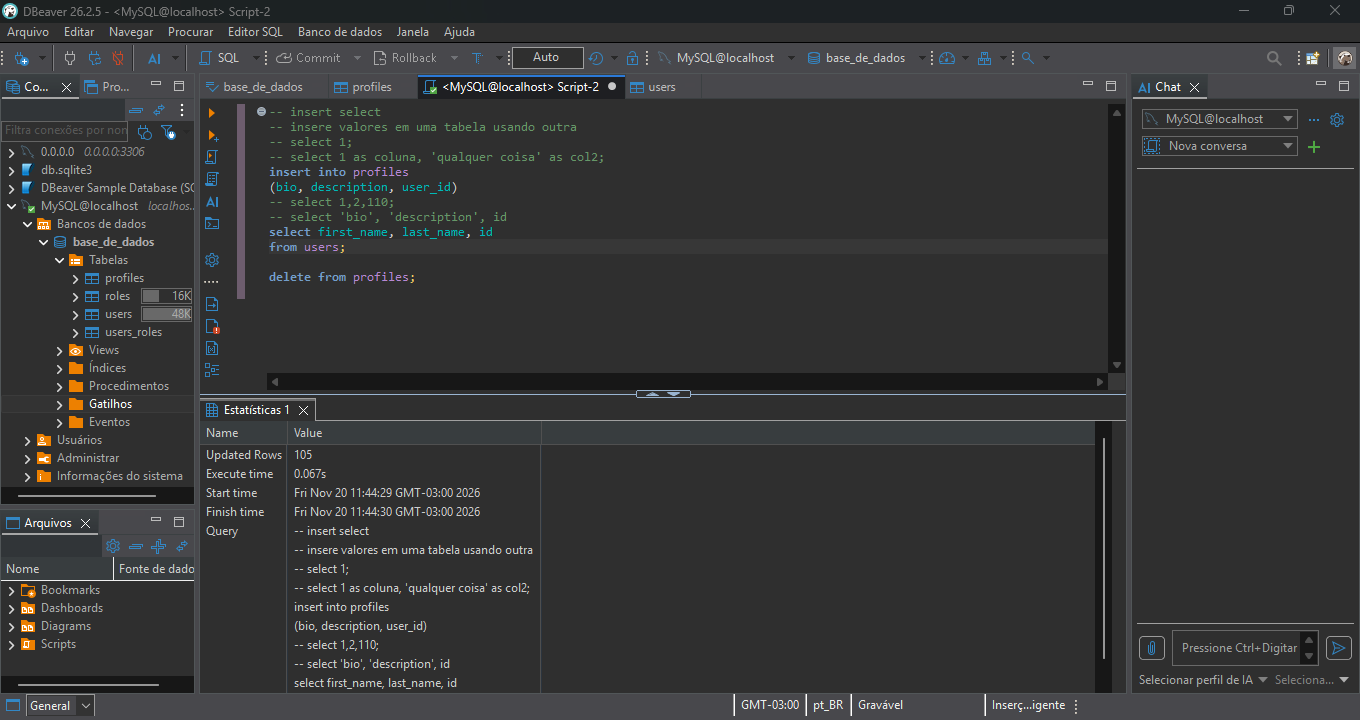 DBeaver 26.2.5 - <MySQL@localhost> Script-2
Arquivo Editar Navegar Procurar Editor SQL Banco de dados Janela Ajuda
AI SQL Commit Rollback T Auto MySQL@localhost base_de_dados
Co... Pro...
Filtra conexões por nom
0.0.0.0 0.0.0.0:3306
db.sqlite3
DBeaver Sample Database (SQ
MySQL@localhost localhos...
Bancos de dados
base_de_dados
Tabelas
profiles
roles 16K
users 48K
users_roles
Views
Índices
Procedimentos
Gatilhos
Eventos
Usuários
Administrar
Informações do sistema
Arquivos
Nome Fonte de dado
Bookmarks
Dashboards
Diagrams
Scripts
base_de_dados profiles <MySQL@localhost> Script-2 users
AI
-- insert select
-- insere valores em uma tabela usando outra
-- select 1;
-- select 1 as coluna, 'qualquer coisa' as col2;
insert into profiles
(bio, description, user_id)
-- select 1,2,110;
-- select 'bio', 'description', id
select first_name, last_name, id
from users;
delete from profiles;
Estatísticas 1
Name Value
Updated Rows 105
Execute time 0.067s
Start time Fri Nov 20 11:44:29 GMT-03:00 2026
Finish time Fri Nov 20 11:44:30 GMT-03:00 2026
Query -- insert select
-- insere valores em uma tabela usando outra
-- select 1;
-- select 1 as coluna, 'qualquer coisa' as col2;
insert into profiles
(bio, description, user_id)
-- select 1,2,110;
-- select 'bio', 'description', id
select first_name, last_name, id
AI Chat
MySQL@localhost
Nova conversa
Pressione Ctrl+Digitar
Selecionar perfil de IA Seleciona...
General GMT-03:00 pt_BR Gravável Inserç...igente